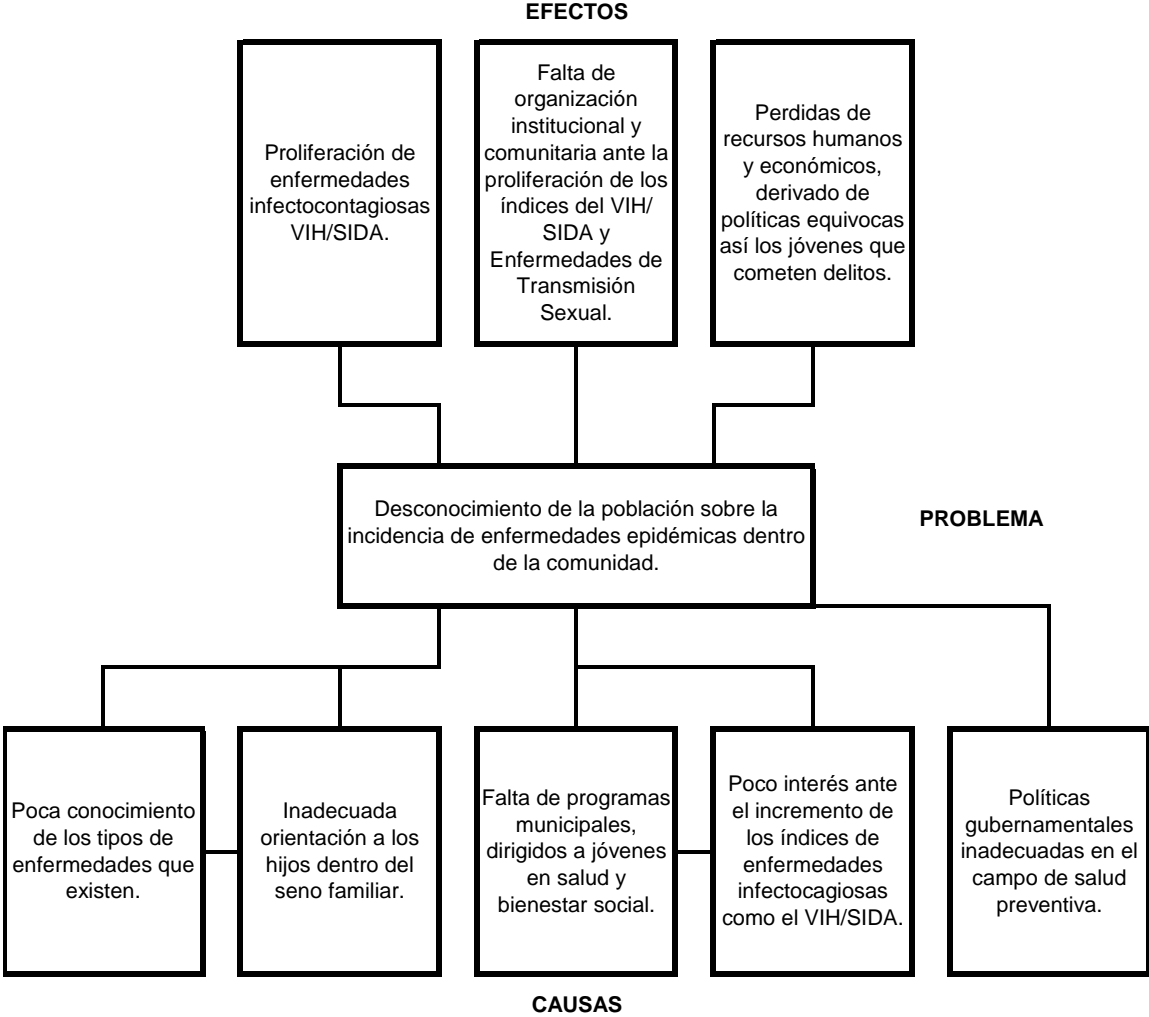 EFECTOS
Proliferación de
enfermedades
infectocontagiosas
VIH/SIDA.
Falta de
organización
institucional y
comunitaria ante la
proliferación de los
índices del VIH/
SIDA y
Enfermedades de
Transmisión
Sexual.
Perdidas de
recursos humanos
y económicos,
derivado de
políticas equivocas
así los jóvenes que
cometen delitos.
Desconocimiento de la población sobre la
incidencia de enfermedades epidémicas dentro
de la comunidad.
PROBLEMA
Poca conocimiento
de los tipos de
enfermedades que
existen.
Inadecuada
orientación a los
hijos dentro del
seno familiar.
Falta de programas
municipales,
dirigidos a jóvenes
en salud y
bienestar social.
Poco interés ante
el incremento de
los índices de
enfermedades
infectocagiosas
como el VIH/SIDA.
Políticas
gubernamentales
inadecuadas en el
campo de salud
preventiva.
CAUSAS